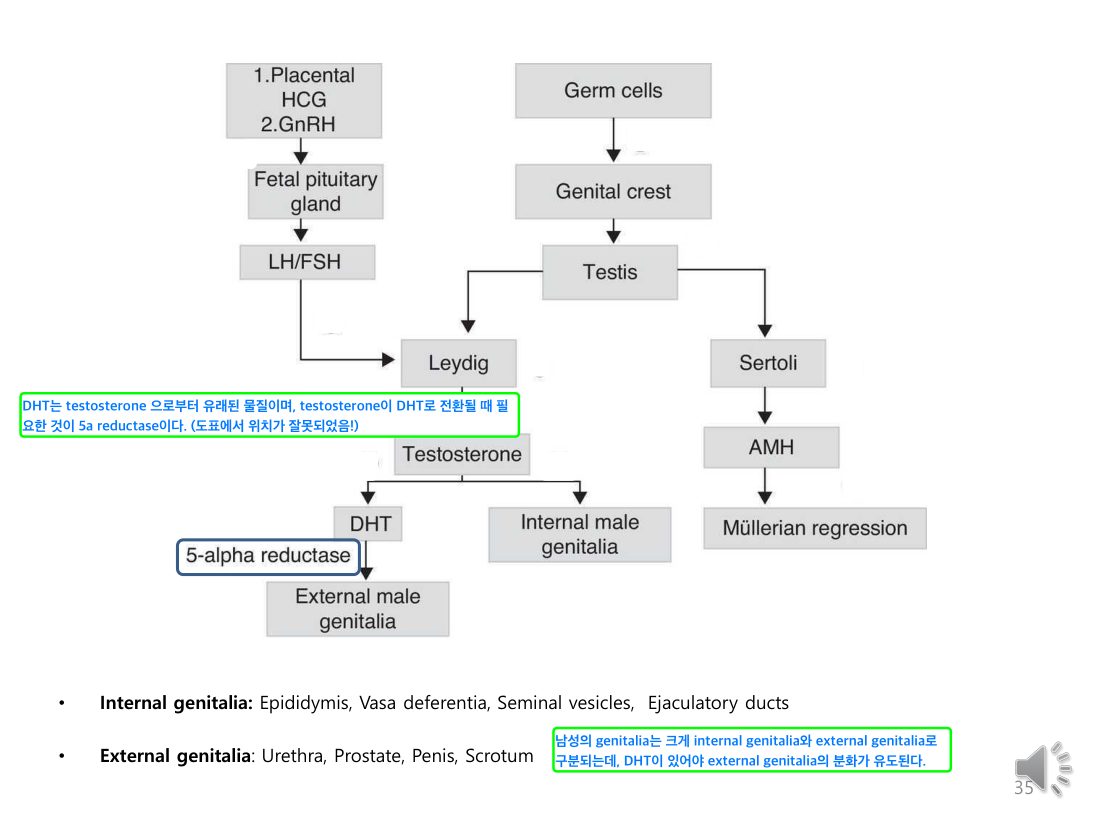 1.Placental
HCG
2.GnRH
Germ cells
Fetal pituitary
gland
Genital crest
LH/FSH
Testis
Leydig
Sertoli
DHT는 testosterone 으로부터 유래된 물질이며, testosterone이 DHT로 전환될 때 필
요한 것이 5a reductase이다. (도표에서 위치가 잘못되었음!)
Testosterone
AMH
DHT
Internal male
genitalia
Müllerian regression
5-alpha reductase
External male
genitalia
• Internal genitalia: Epididymis, Vasa deferentia, Seminal vesicles, Ejaculatory ducts
• External genitalia: Urethra, Prostate, Penis, Scrotum
남성의 genitalia는 크게 internal genitalia와 external genitalia로
구분되는데, DHT이 있어야 external genitalia의 분화가 유도된다.
35